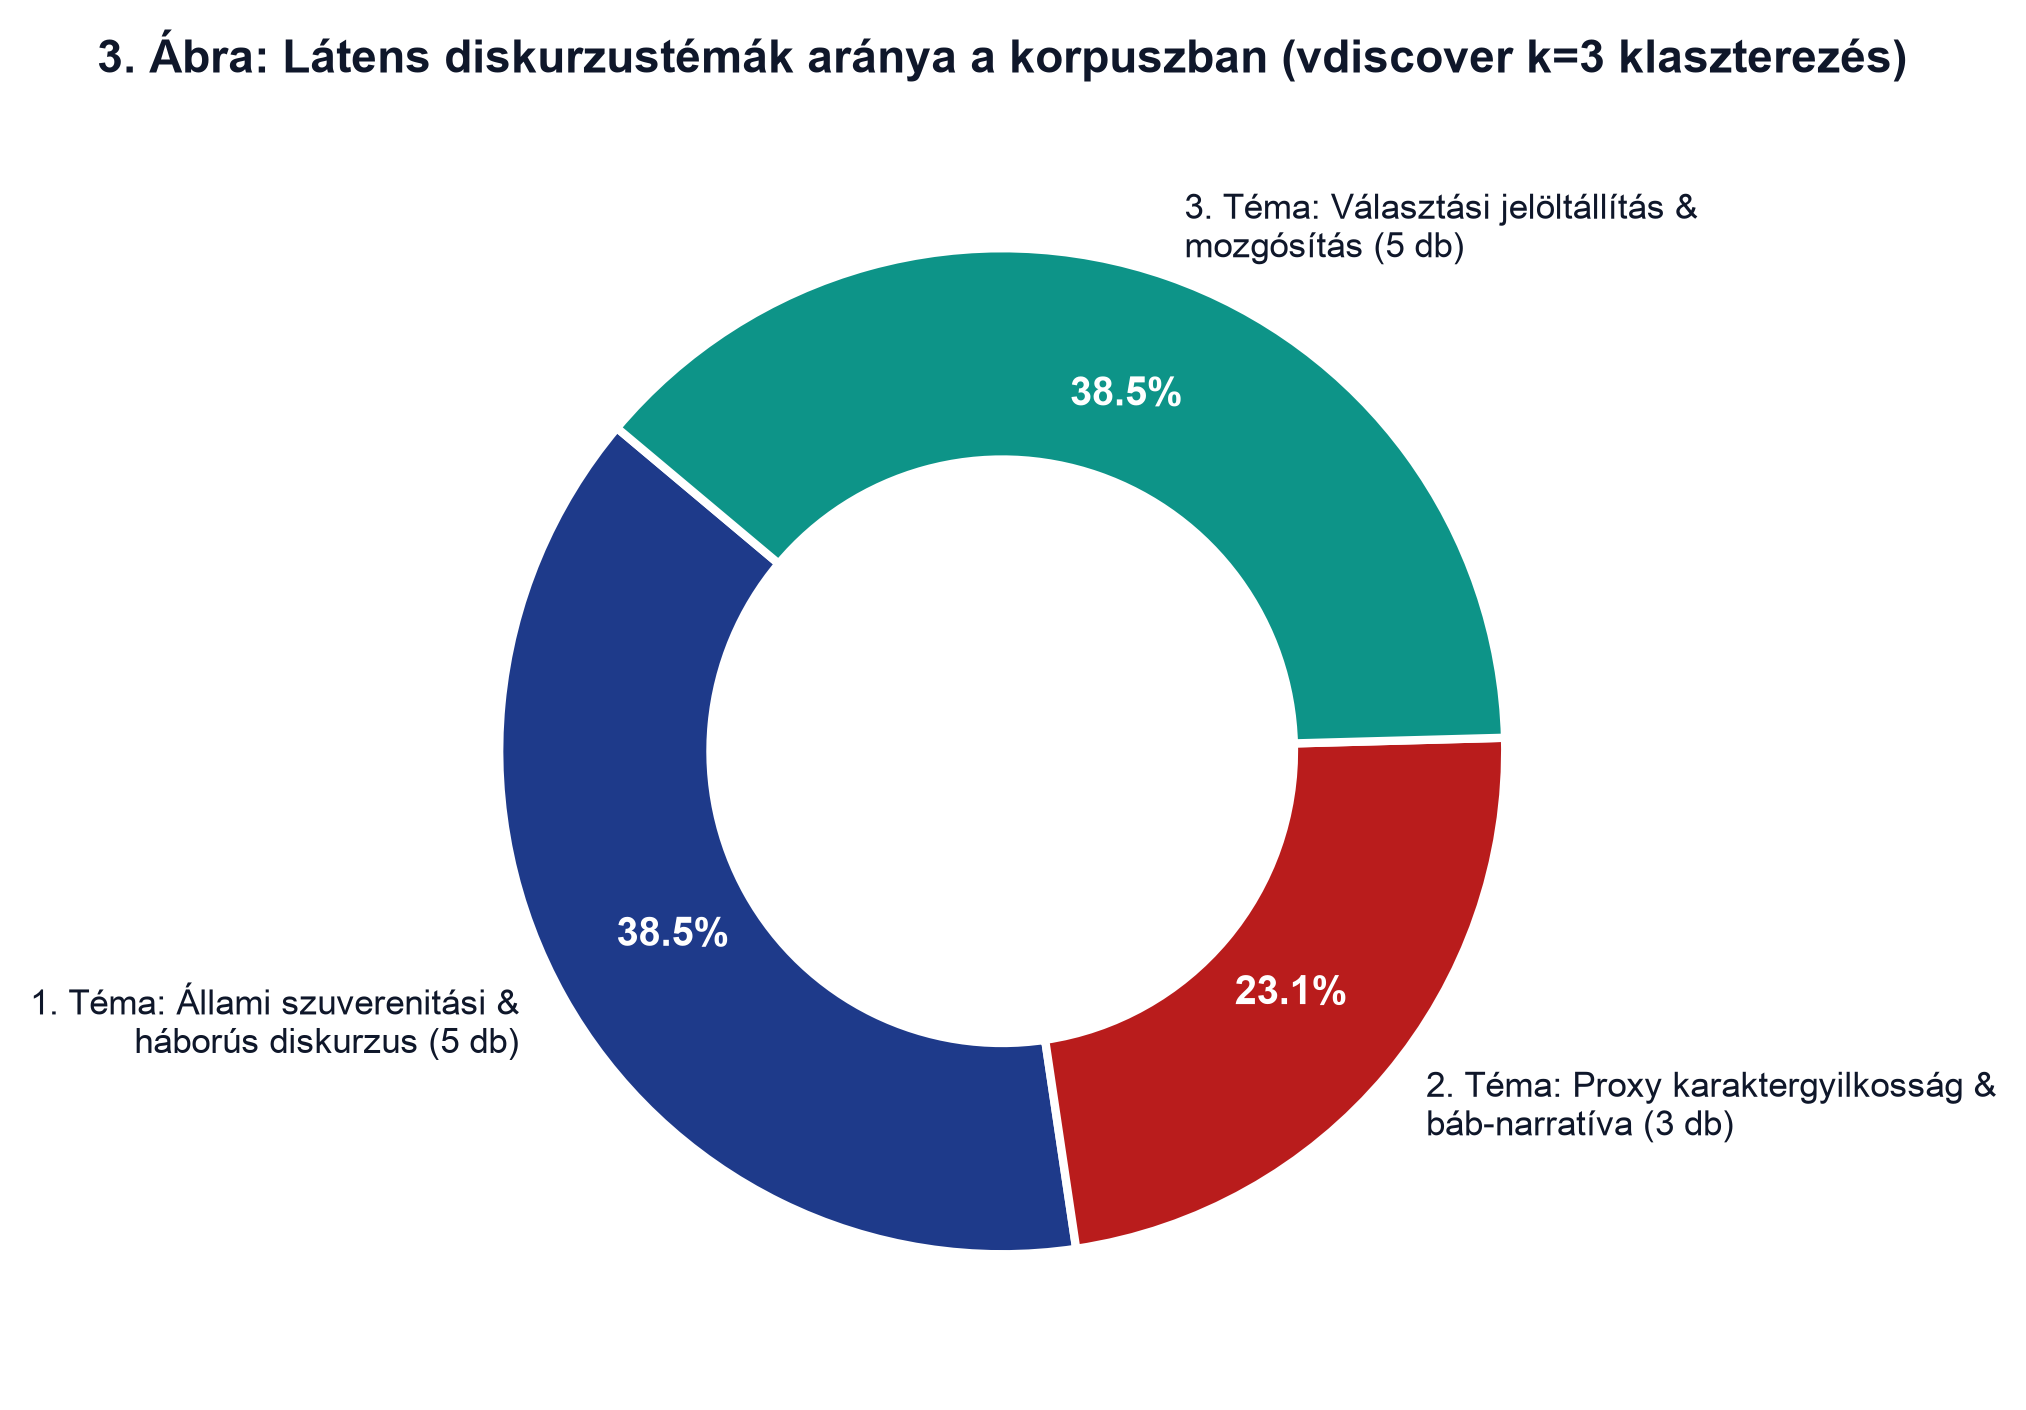 3. Ábra: Látens diskurzustémák aránya a korpuszban (vdiscover k=3 klaszterezés)
3. Téma: Választási jelöltállítás &
mozgósítás (5 db)
38.5%
38.5%
23.1%
1. Téma: Állami szuverenitási &
háborús diskurzus (5 db)
2. Téma: Proxy karaktergyilkosság &
báb-narratíva (3 db)